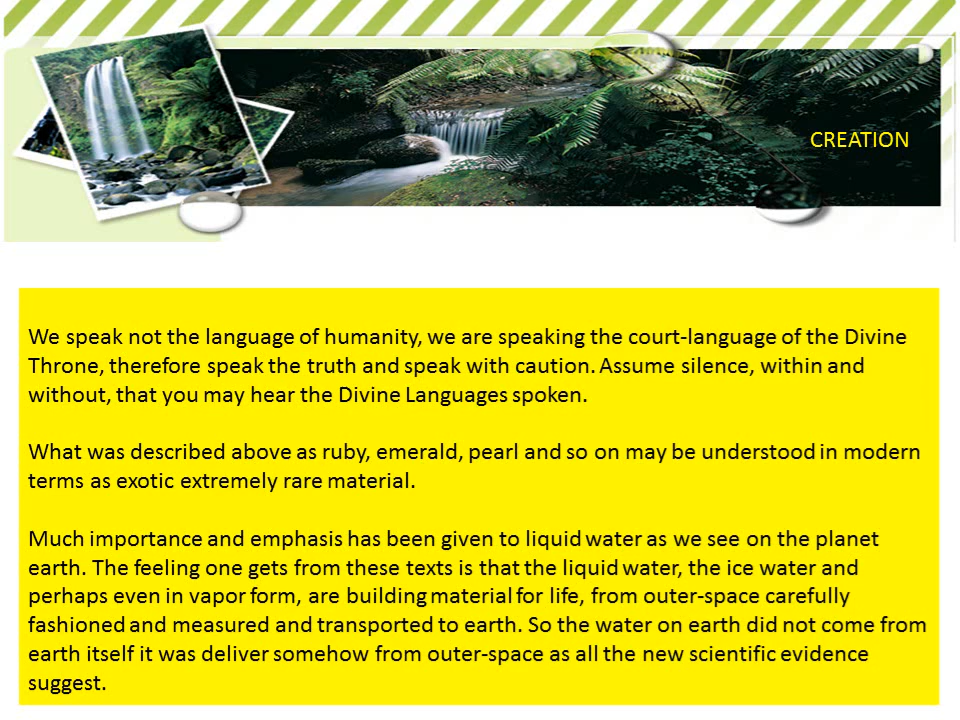 CREATION
We speak not the language of humanity, we are speaking the court-language of the Divine
Throne, therefore speak the truth and speak with caution. Assume silence, within and
without, that you may hear the Divine Languages spoken.
What was described above as ruby, emerald, pearl and so on may be understood in modern
terms as exotic extremely rare material.
Much importance and emphasis has been given to liquid water as we see on the planet
earth. The feeling one gets from these texts is that the liquid water, the ice water and
perhaps even in vapor form, are building material for life, from outer-space carefully
fashioned and measured and transported to earth. So the water on earth did not come from
earth itself it was deliver somehow from outer-space as all the new scientific evidence
suggest.